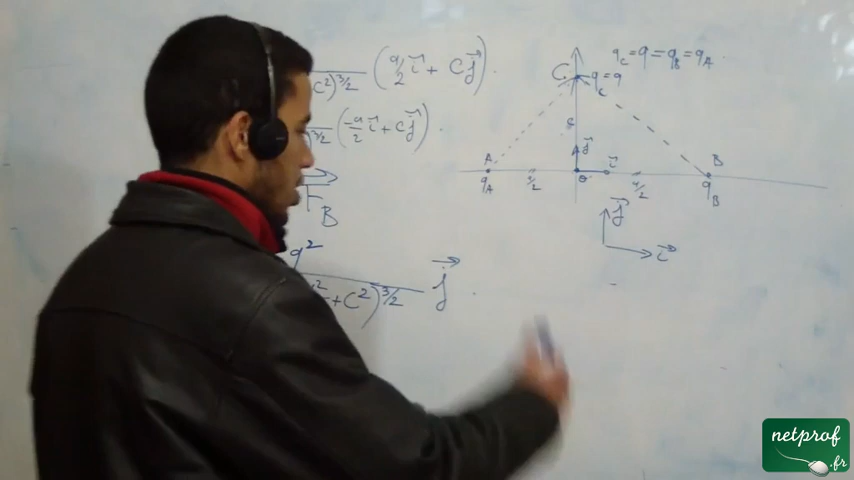 C²)^3/2 (a/2 i⃗ + C j⃗).
)^3/2 (-a/2 i⃗ + C j⃗).
F⃗_B
q²
+ C²)^3/2 j⃗ .
q_C = q = q_B = q_A .
C q_C = q
C
j⃗ i⃗
A B
q_A a/2 O a/2 q_B
j⃗
i⃗
netprof
.fr